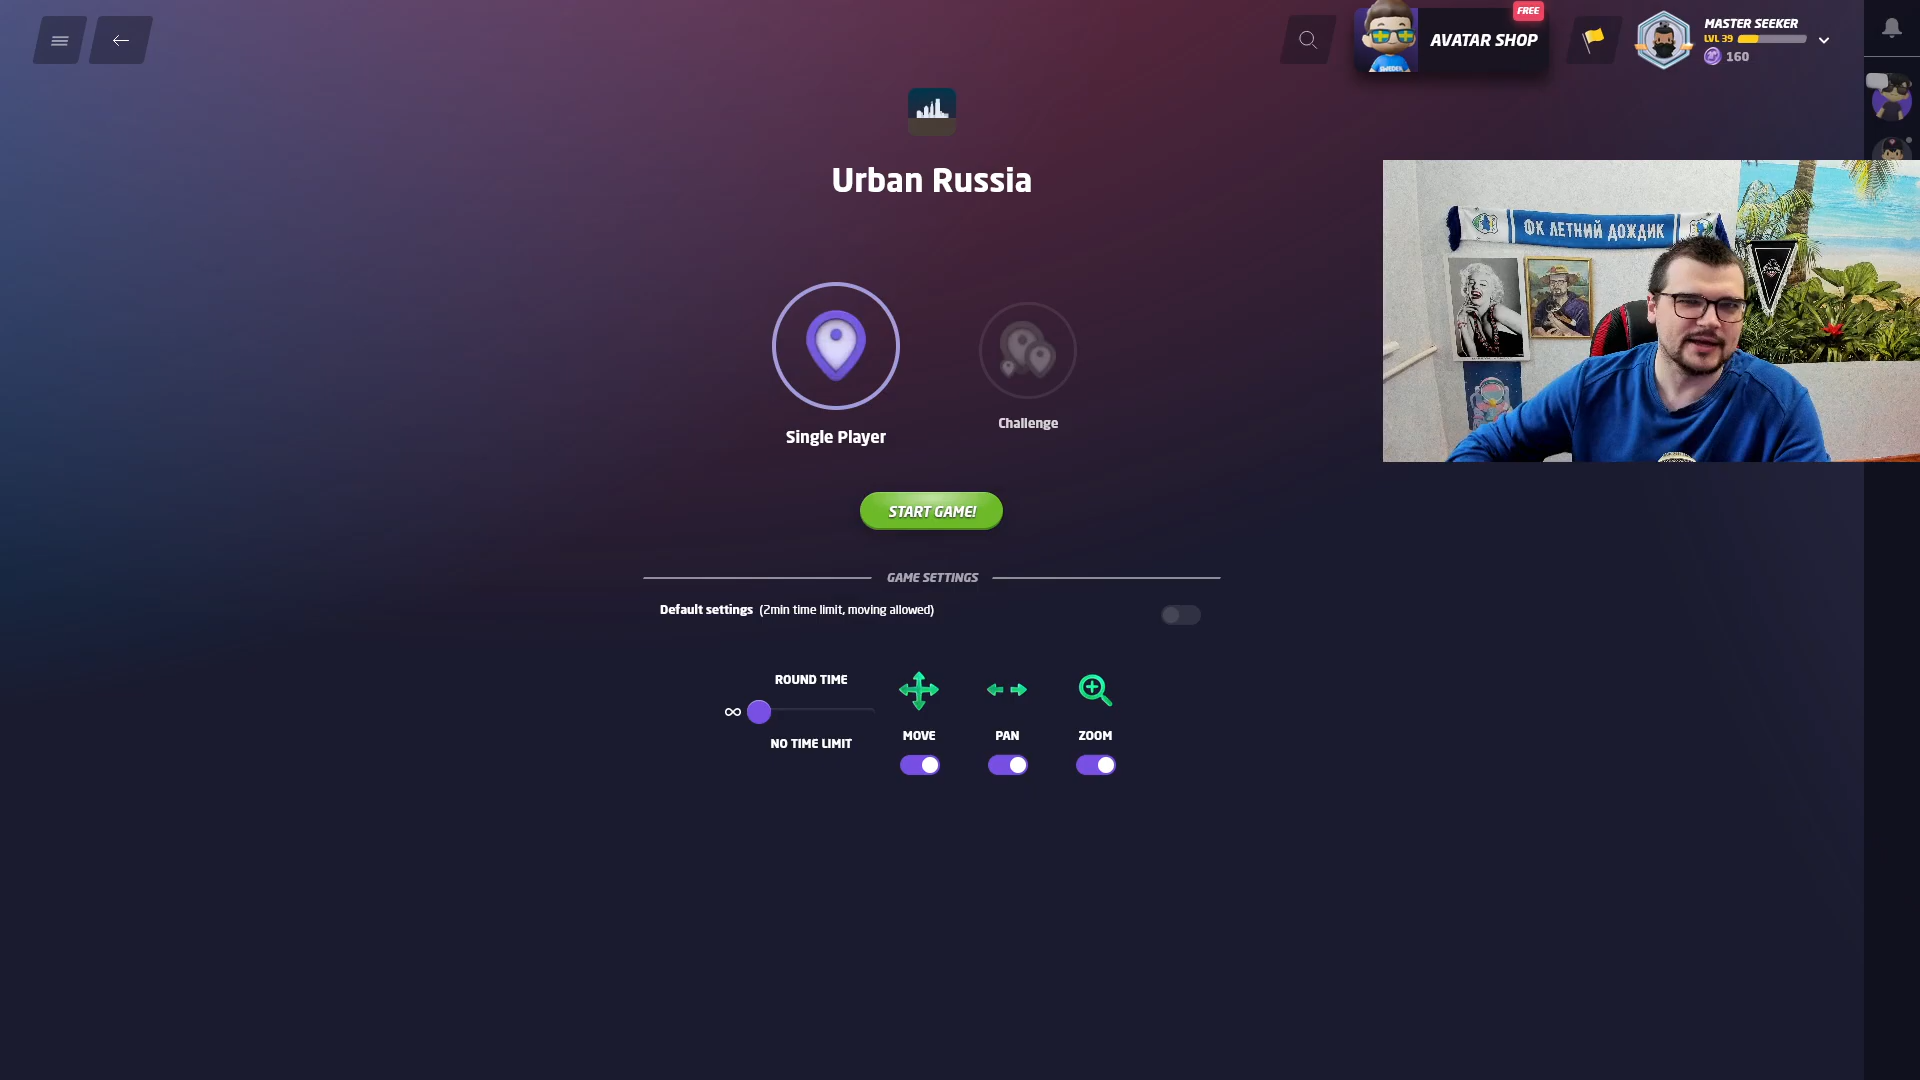 FREE
AVATAR SHOP
SWEDEN
MASTER SEEKER
LVL 39
160
Urban Russia
ФК ЛЕТНИЙ ДОЖДИК
Single Player
Challenge
START GAME!
GAME SETTINGS
Default settings (2min time limit, moving allowed)
ROUND TIME
∞
NO TIME LIMIT
MOVE
PAN
ZOOM